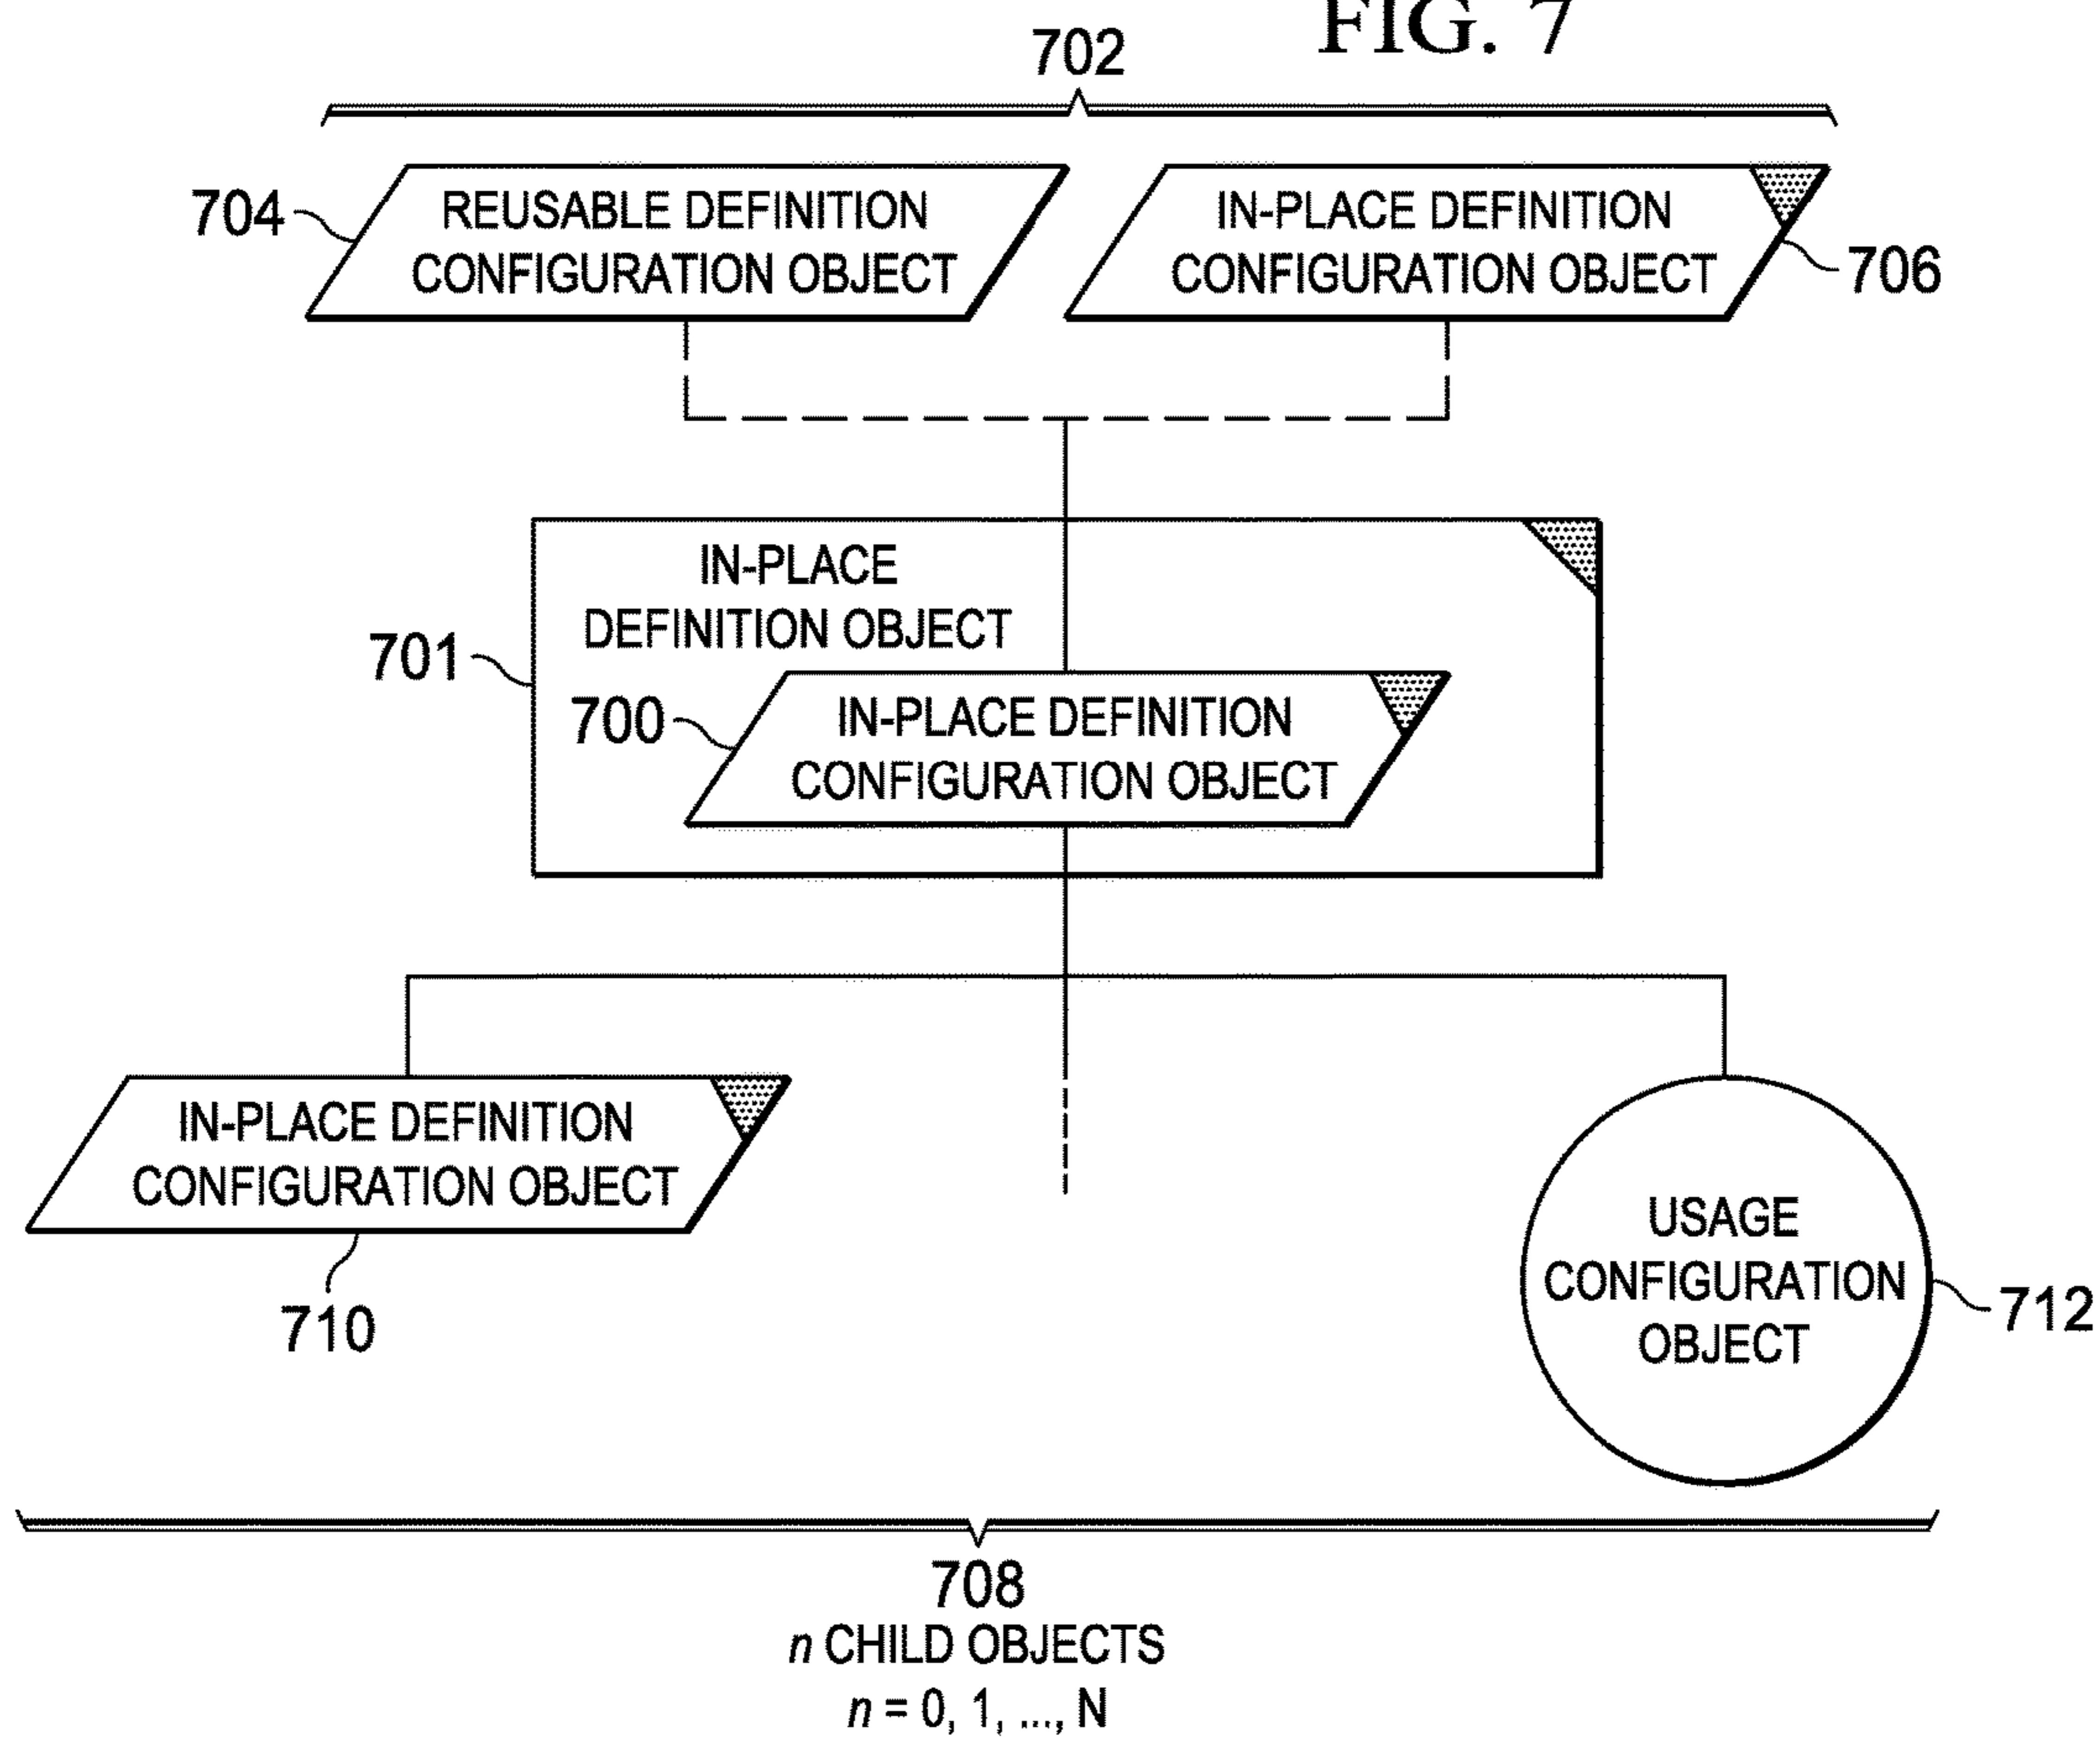 FIG. 7
702
704
REUSABLE DEFINITION
CONFIGURATION OBJECT
IN-PLACE DEFINITION
CONFIGURATION OBJECT
706
IN-PLACE
DEFINITION OBJECT
701
700
IN-PLACE DEFINITION
CONFIGURATION OBJECT
IN-PLACE DEFINITION
CONFIGURATION OBJECT
710
USAGE
CONFIGURATION
OBJECT
712
708
n CHILD OBJECTS
n = 0, 1, ..., N